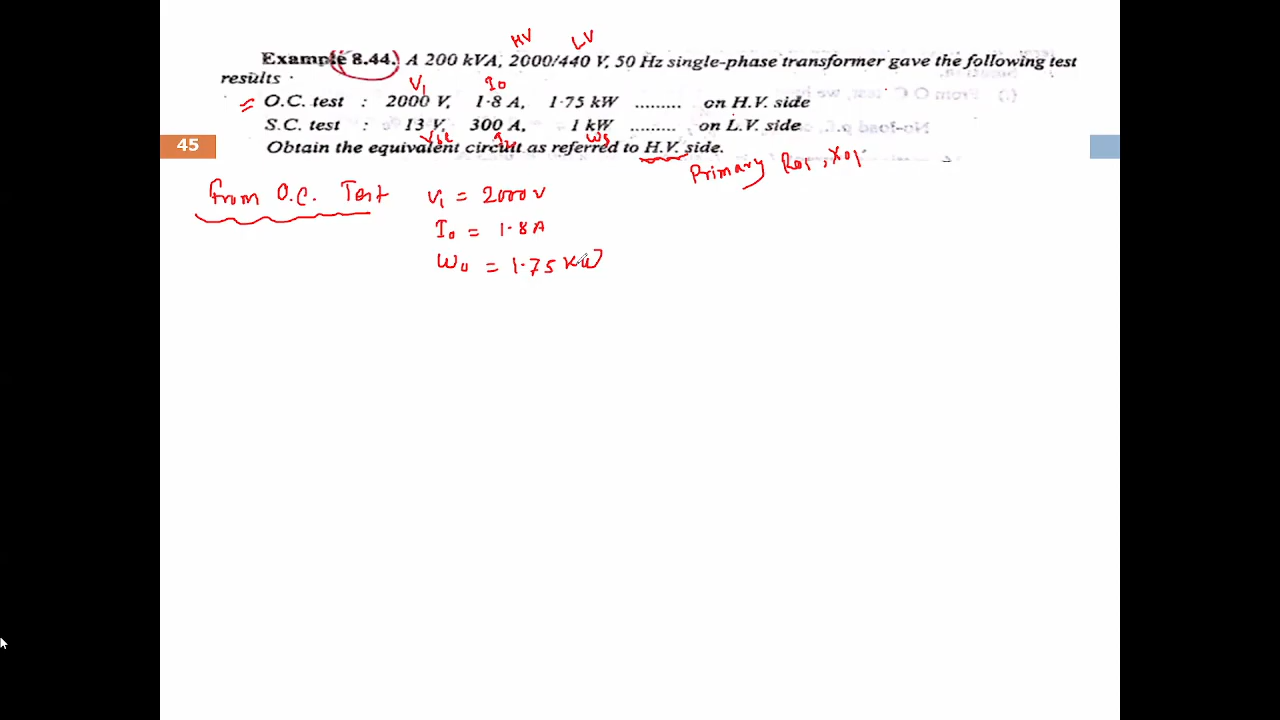 HV LV
Example 8.44. A 200 kVA, 2000/440 V, 50 Hz single-phase transformer gave the following test
results
V₁ I₀
O.C. test : 2000 V, 1·8 A, 1·75 kW ......... on H.V. side
S.C. test : 13 V, 300 A, 1 kW ......... on L.V. side
45
Obtain the equivalent circuit as referred to H.V. side.
Primary R01, X01
From O.C. Test V₁ = 2000 V
I₀ = 1·8 A
W₀ = 1·75 KW